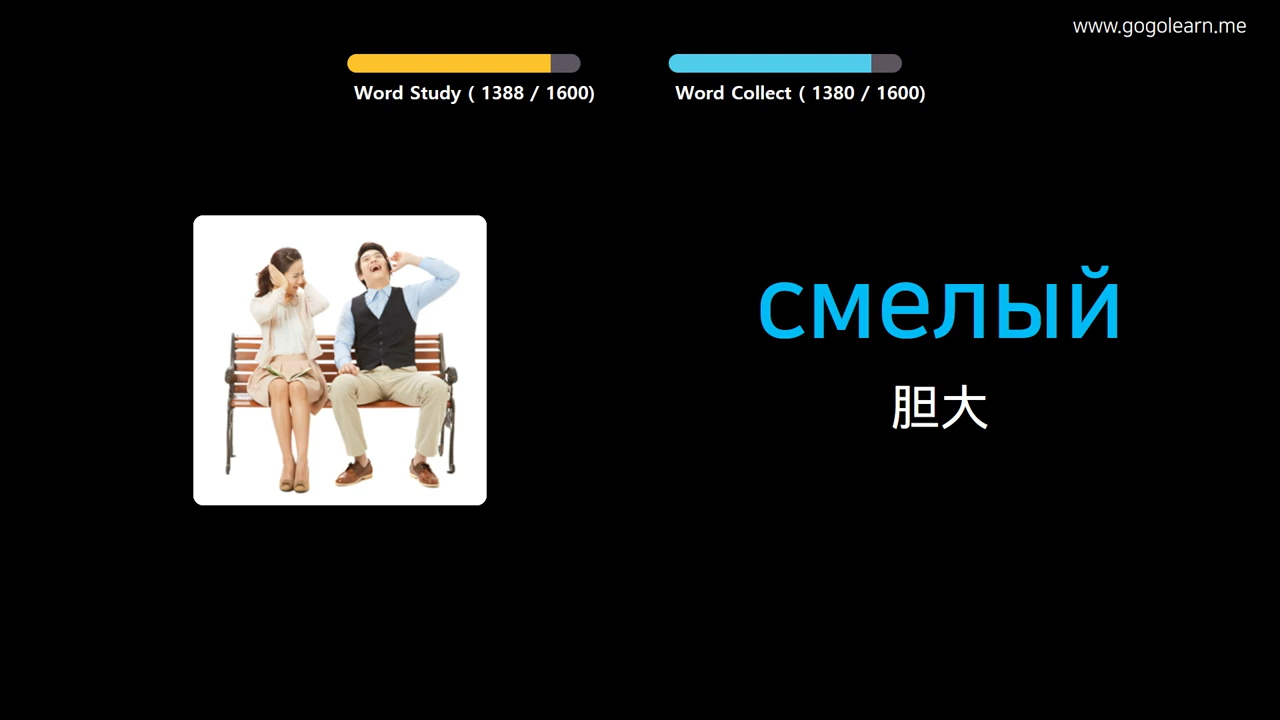 www.gogolearn.me
Word Study ( 1388 / 1600)
Word Collect ( 1380 / 1600)
смелый
胆大